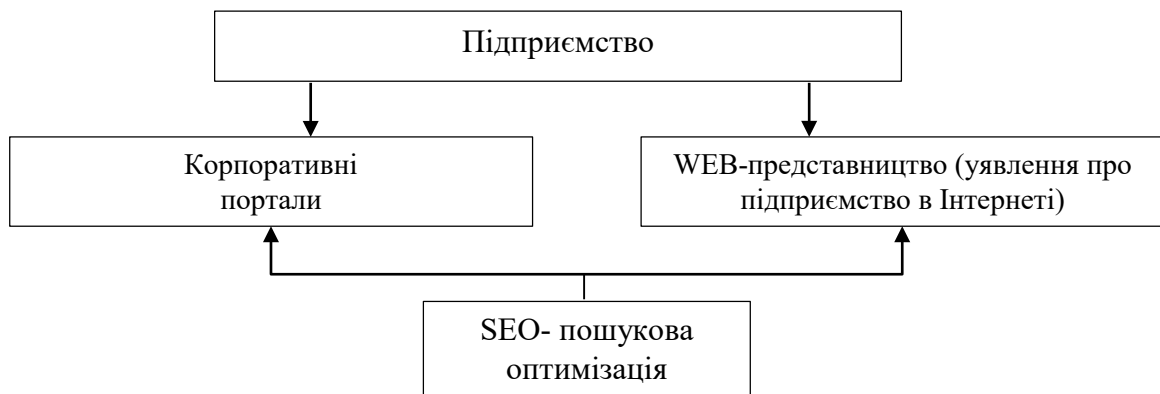 Підприємство
Корпоративні
портали
WEB-представництво (уявлення про
підприємство в Інтернеті)
SEO- пошукова
оптимізація